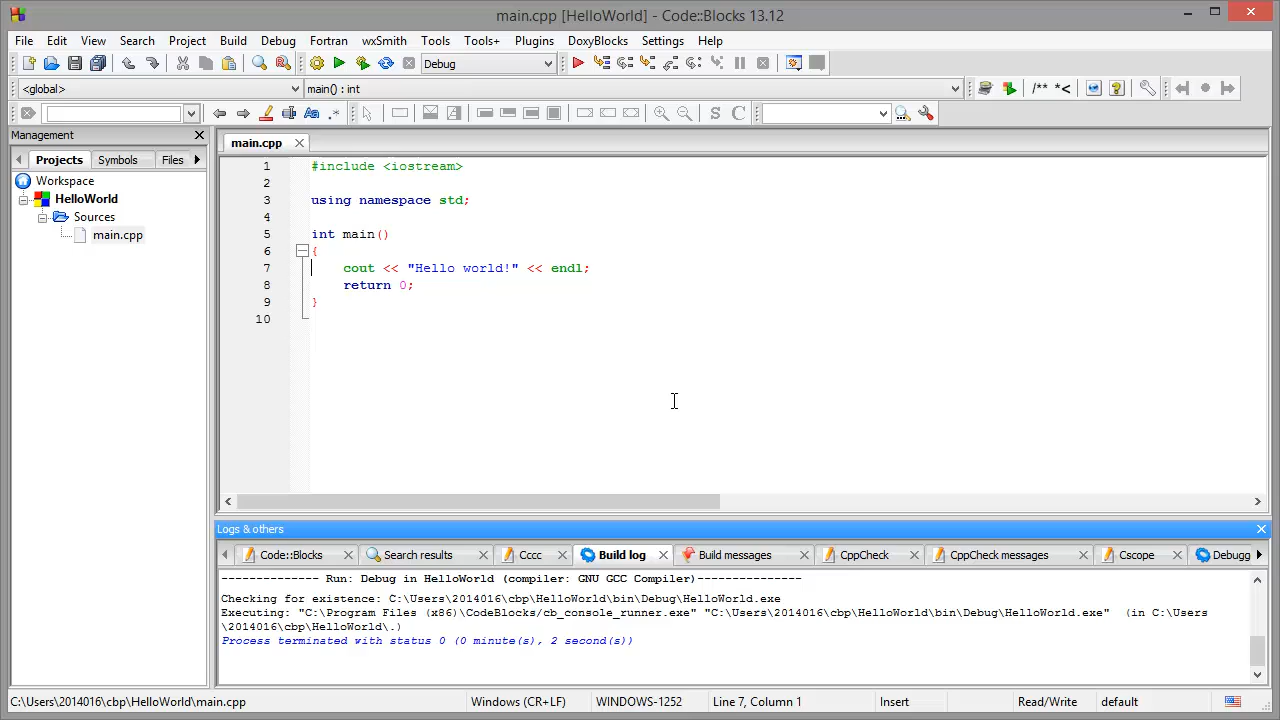 main.cpp [HelloWorld] - Code::Blocks 13.12
File Edit View Search Project Build Debug Fortran wxSmith Tools Tools+ Plugins DoxyBlocks Settings Help
Debug
<global> main() : int
/** *<
Aa .*
S C
Management
Projects Symbols Files
Workspace
HelloWorld
Sources
main.cpp
main.cpp
1 #include <iostream>
2
3 using namespace std;
4
5 int main()
6 {
7 cout << "Hello world!" << endl;
8 return 0;
9 }
10
Logs & others
Code::Blocks Search results Cccc Build log Build messages CppCheck CppCheck messages Cscope Debugg
-------------- Run: Debug in HelloWorld (compiler: GNU GCC Compiler)---------------
Checking for existence: C:\Users\2014016\cbp\HelloWorld\bin\Debug\HelloWorld.exe
Executing: "C:\Program Files (x86)\CodeBlocks/cb_console_runner.exe" "C:\Users\2014016\cbp\HelloWorld\bin\Debug\HelloWorld.exe" (in C:\Users
\2014016\cbp\HelloWorld\.)
Process terminated with status 0 (0 minute(s), 2 second(s))
C:\Users\2014016\cbp\HelloWorld\main.cpp Windows (CR+LF) WINDOWS-1252 Line 7, Column 1 Insert Read/Write default